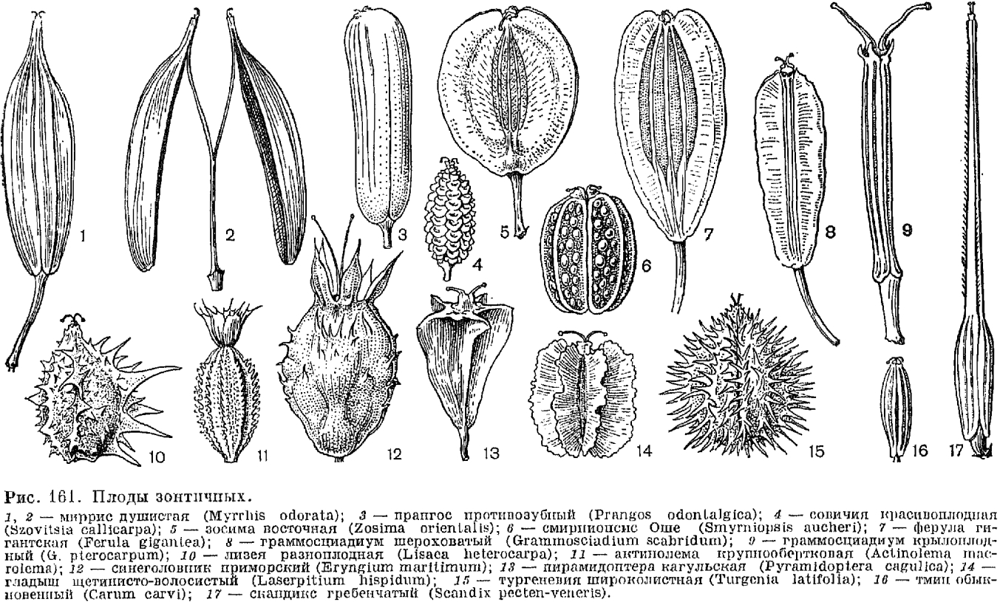 1
2
3
4
5
6
7
8
9
10
11
12
13
14
15
16
17
Рис. 161. Плоды зонтичных.
1, 2 — миррис душистая (Myrrhis odorata); 3 — прангос противозубный (Prangos odontalgica); 4 — совичия красивоплодная
(Szovitsia callicarpa); 5 — зосима восточная (Zosima orientalis); 6 — смирниопсис Оше (Smyrniopsis aucheri); 7 — ферула ги-
гантская (Ferula gigantea); 8 — граммосциадиум шероховатый (Grammosciadium scabridum); 9 — граммосциадиум крылоплод-
ный (G. pterocarpum); 10 — лизея разноплодная (Lisaea heterocarpa); 11 — актинолема крупнообертковая (Actinolema mac-
rolema); 12 — синеголовник приморский (Eryngium maritimum); 13 — пирамидоптера кагульская (Pyramidoptera cagulica); 14 —
гладыш щетинисто-волосистый (Laserpitium hispidum); 15 — тургеневия широколистная (Turgenia latifolia); 16 — тмин обык-
новенный (Carum carvi); 17 — скандикс гребенчатый (Scandix pecten-veneris).